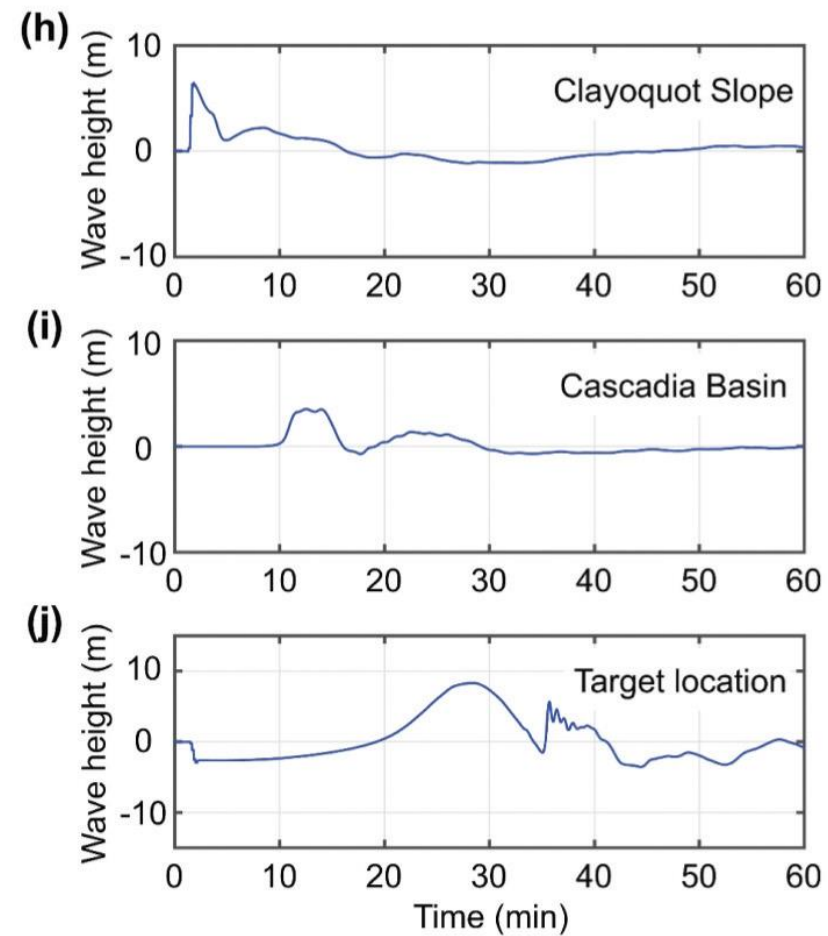 (h)
Wave height (m)
10
0
-10
Clayoquot Slope
0 10 20 30 40 50 60
(i)
Wave height (m)
10
0
-10
Cascadia Basin
0 10 20 30 40 50 60
(j)
Wave height (m)
10
0
-10
Target location
0 10 20 30 40 50 60
Time (min)